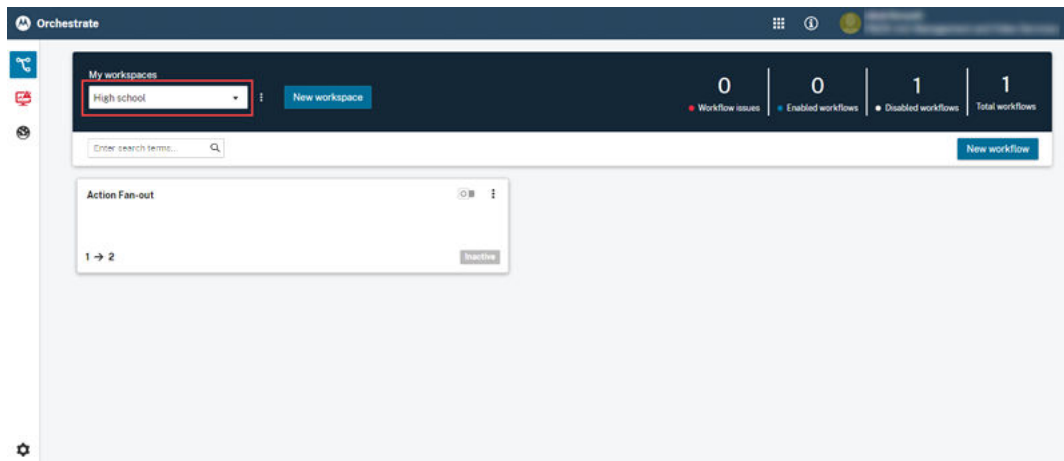 Orchestrate
My workspaces
High school
New workspace
0
Workflow issues
0
Enabled workflows
1
Disabled workflows
1
Total workflows
Enter search terms...
New workflow
Action Fan-out
1 → 2
Inactive